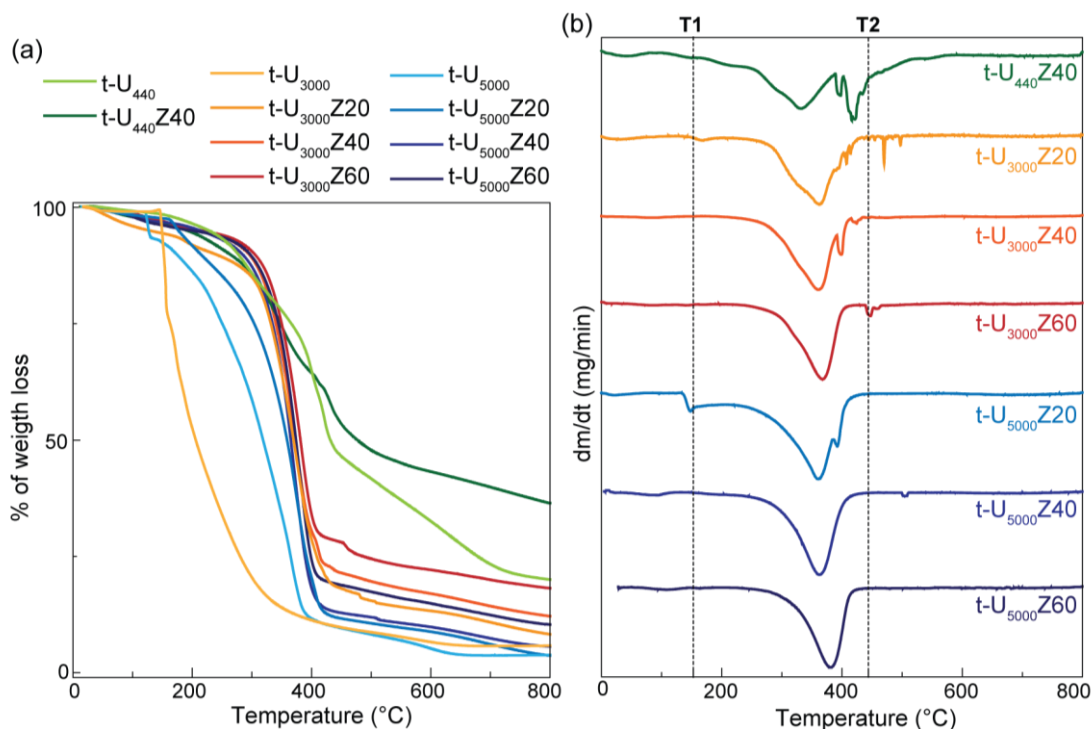 (a)
t-U440
t-U440Z40
t-U3000
t-U3000Z20
t-U3000Z40
t-U3000Z60
t-U5000
t-U5000Z20
t-U5000Z40
t-U5000Z60
100
50
0
% of weigth loss
200
400
600
800
Temperature (°C)
(b)
T1
T2
t-U440Z40
t-U3000Z20
t-U3000Z40
t-U3000Z60
t-U5000Z20
t-U5000Z40
t-U5000Z60
dm/dt (mg/min)
0
200
400
600
800
Temperature (°C)